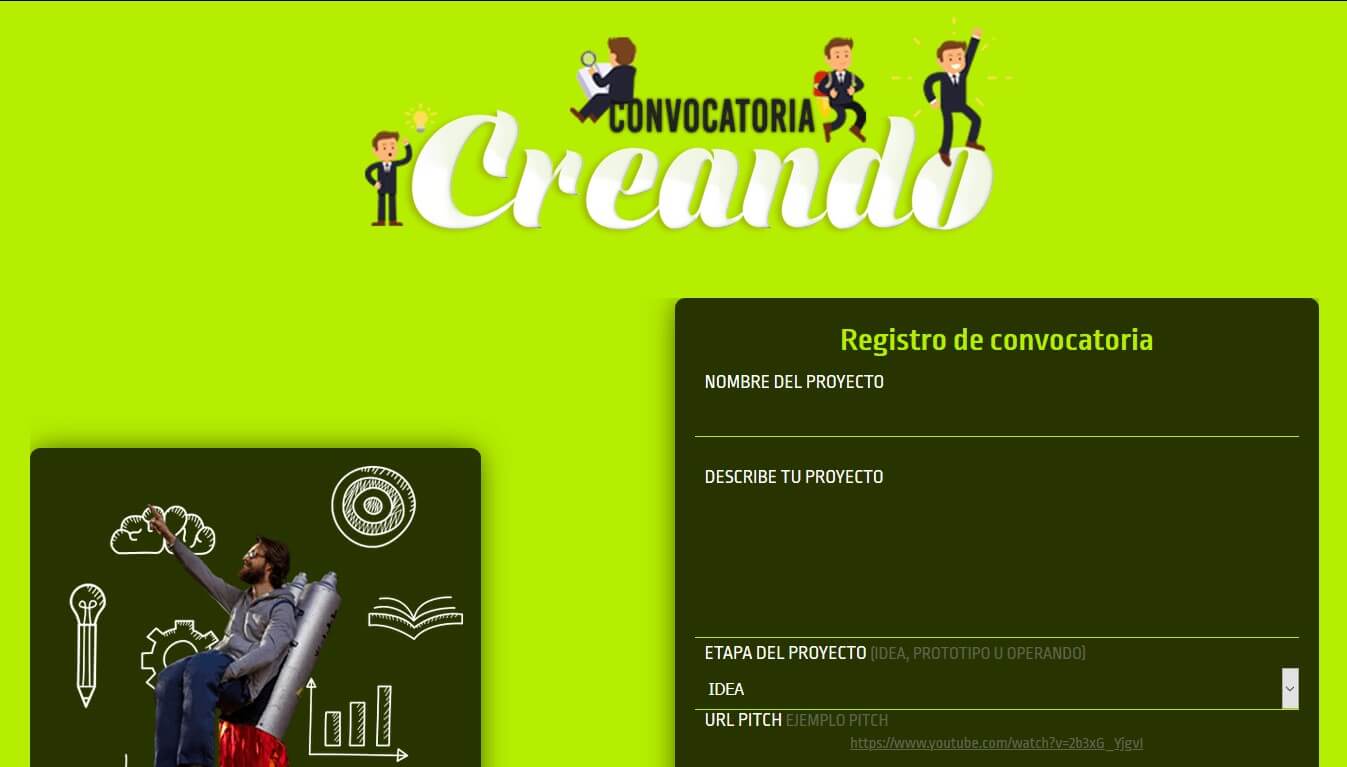 CONVOCATORIA
Creando
Registro de convocatoria
NOMBRE DEL PROYECTO
DESCRIBE TU PROYECTO
ETAPA DEL PROYECTO (IDEA, PROTOTIPO U OPERANDO)
IDEA
URL PITCH EJEMPLO PITCH
https://www.youtube.com/watch?v=2b3xG_YjgvI